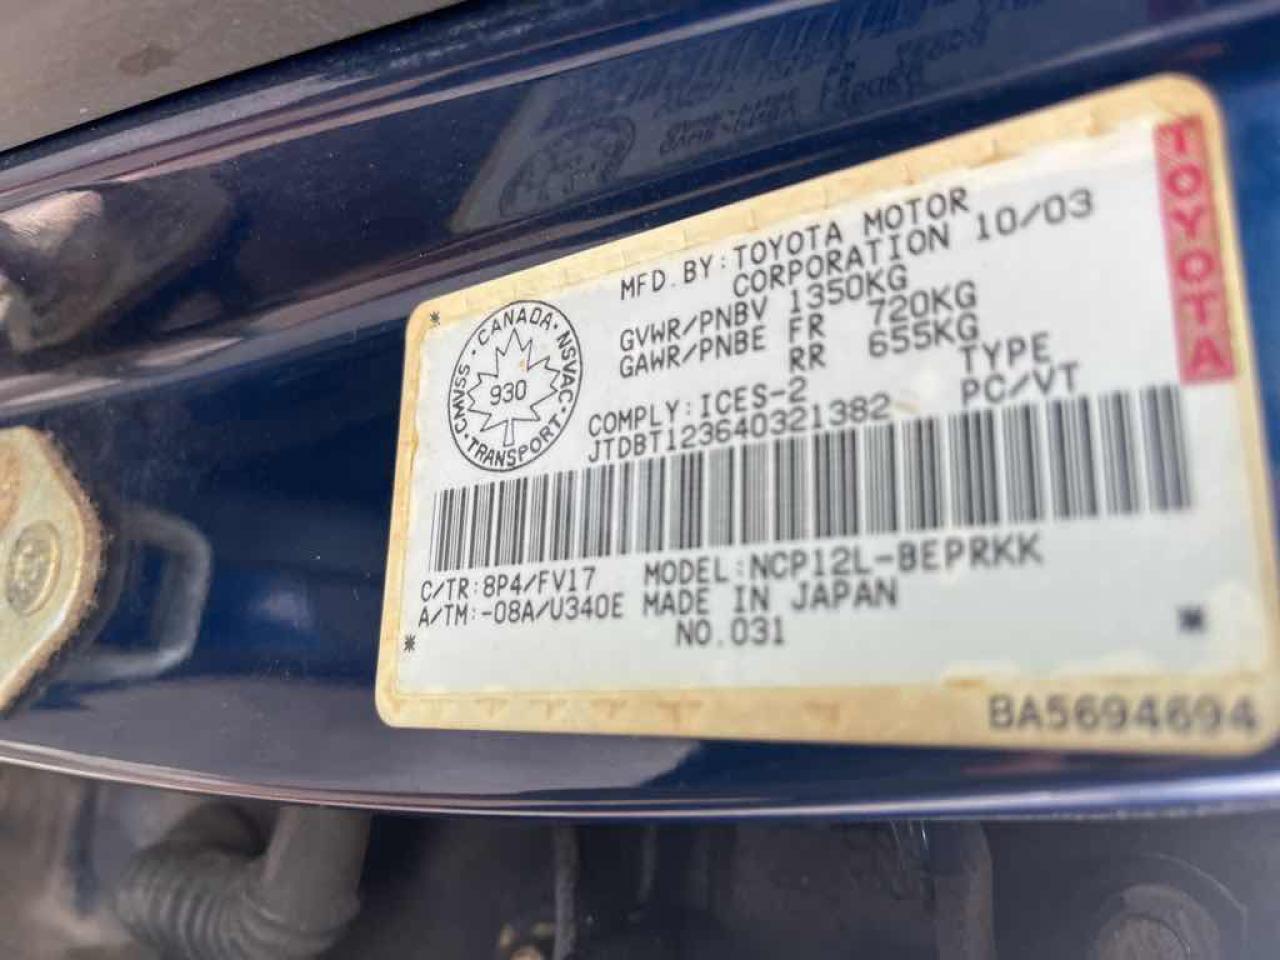 MFD. BY: TOYOTA MOTOR
CORPORATION 10/03
GVWR/PNBV 1350KG
GAWR/PNBE FR 720KG
RR 655KG
COMPLY: ICES-2 TYPE
JTDBT123640321382 PC/VT
CANADA · NSVAC · TRANSPORT · CMVSS ·
930
C/TR: 8P4/FV17 MODEL: NCP12L-BEPRKK
A/TM: -08A/U340E MADE IN JAPAN
NO.031
BA5694694
TOYOTA